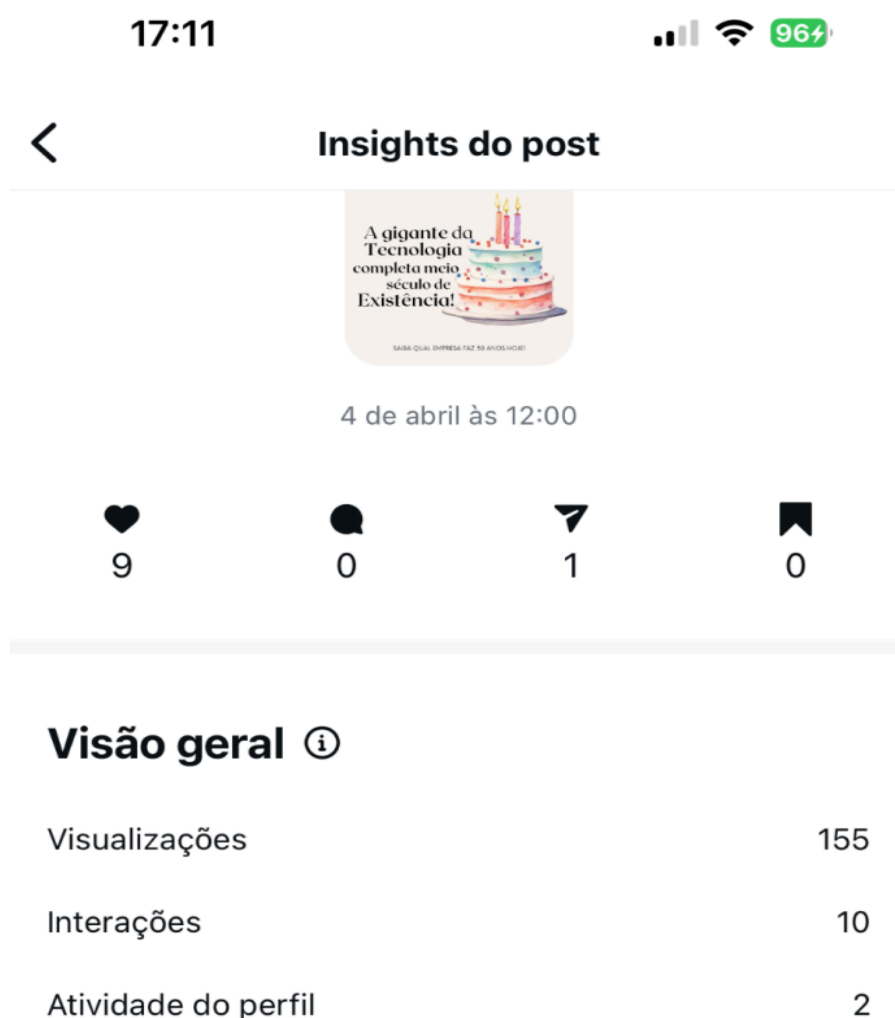 17:11
96
Insights do post
A gigante da
Tecnologia
completa meio
século de
Existência!
SAIBA QUAL EMPRESA FAZ 50 ANOS HOJE!
4 de abril às 12:00
9 0 1 0
Visão geral
Visualizações 155
Interações 10
Atividade do perfil 2